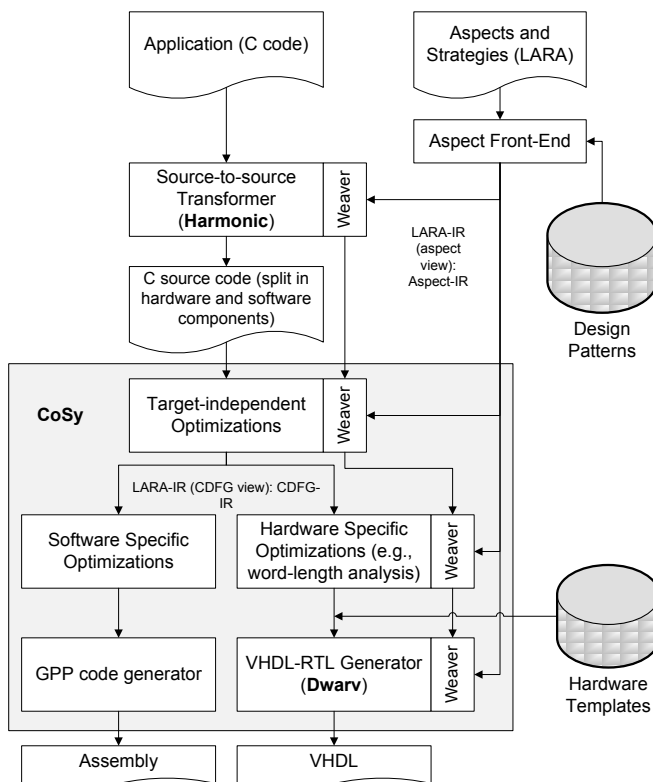 Application (C code)
Aspects and
Strategies (LARA)
Aspect Front-End
Source-to-source
Transformer
(Harmonic)
Weaver
LARA-IR
(aspect
view):
Aspect-IR
C source code (split in
hardware and software
components)
Design
Patterns
CoSy
Target-independent
Optimizations
Weaver
LARA-IR (CDFG view): CDFG-
IR
Software Specific
Optimizations
Hardware Specific
Optimizations (e.g.,
word-length analysis)
Weaver
GPP code generator
VHDL-RTL Generator
(Dwarv)
Weaver
Hardware
Templates
Assembly
VHDL